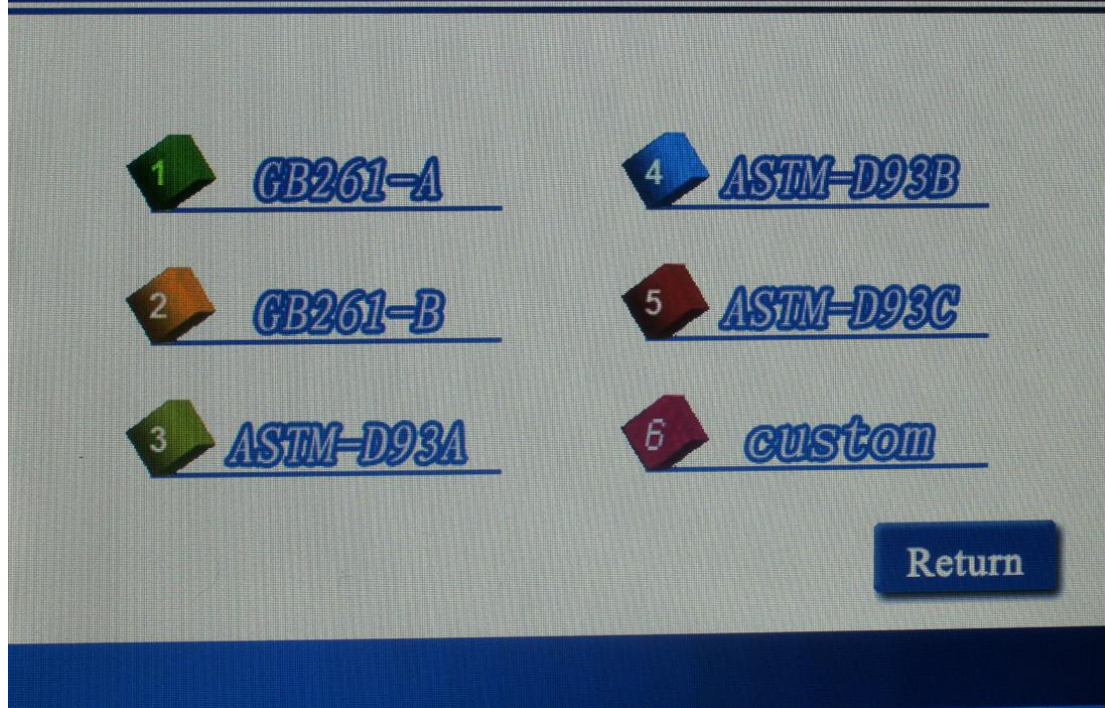 1 GB261-A
2 GB261-B
3 ASTM-D93A
4 ASTM-D93B
5 ASTM-D93C
6 custom
Return